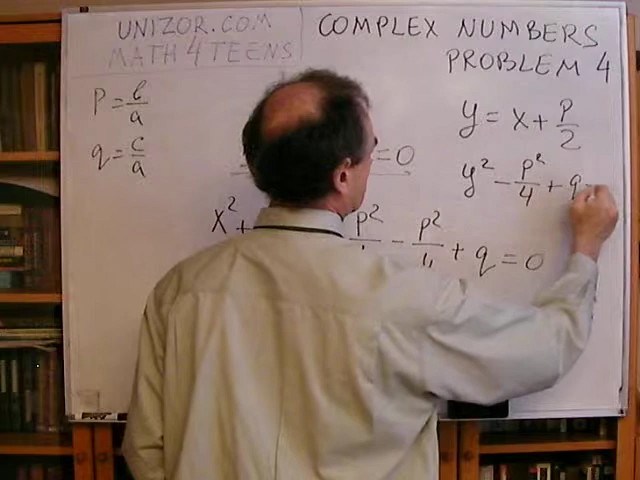 UNIZOR.COM
MATH 4 TEENS
COMPLEX NUMBERS
PROBLEM 4
P = b/a
q = c/a
= 0
x² +
p²/4 - p²/4 + q = 0
y = x + p/2
y² - p²/4 + q =